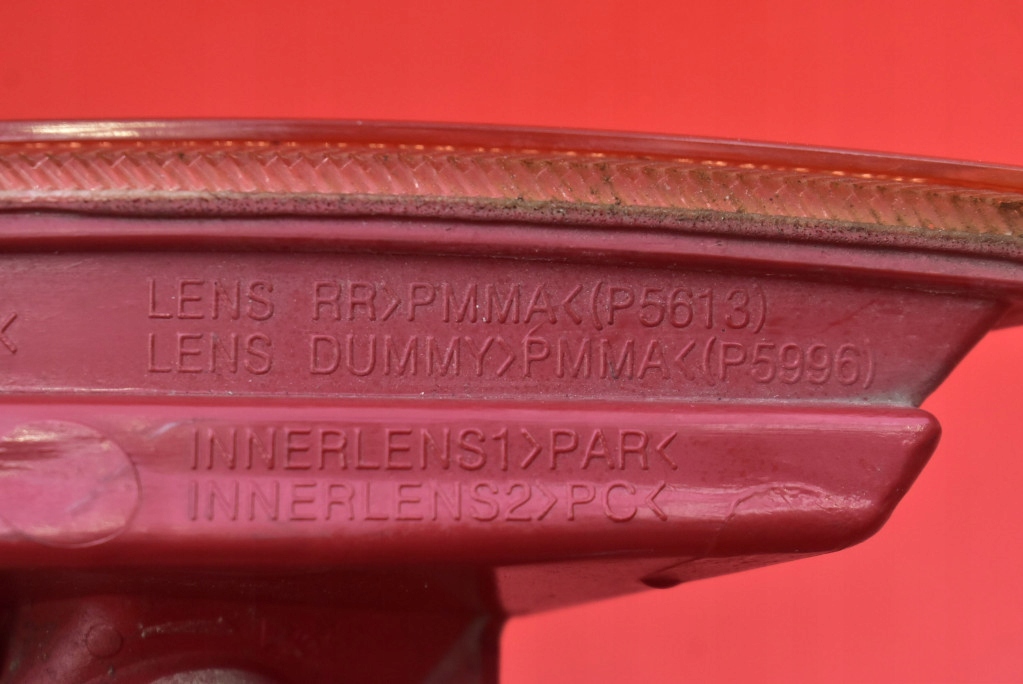 <
LENS RR>PMMA<(P5613)
LENS DUMMY>PMMA<(P5996)
INNERLENS1>PAR<
INNERLENS2>PC<